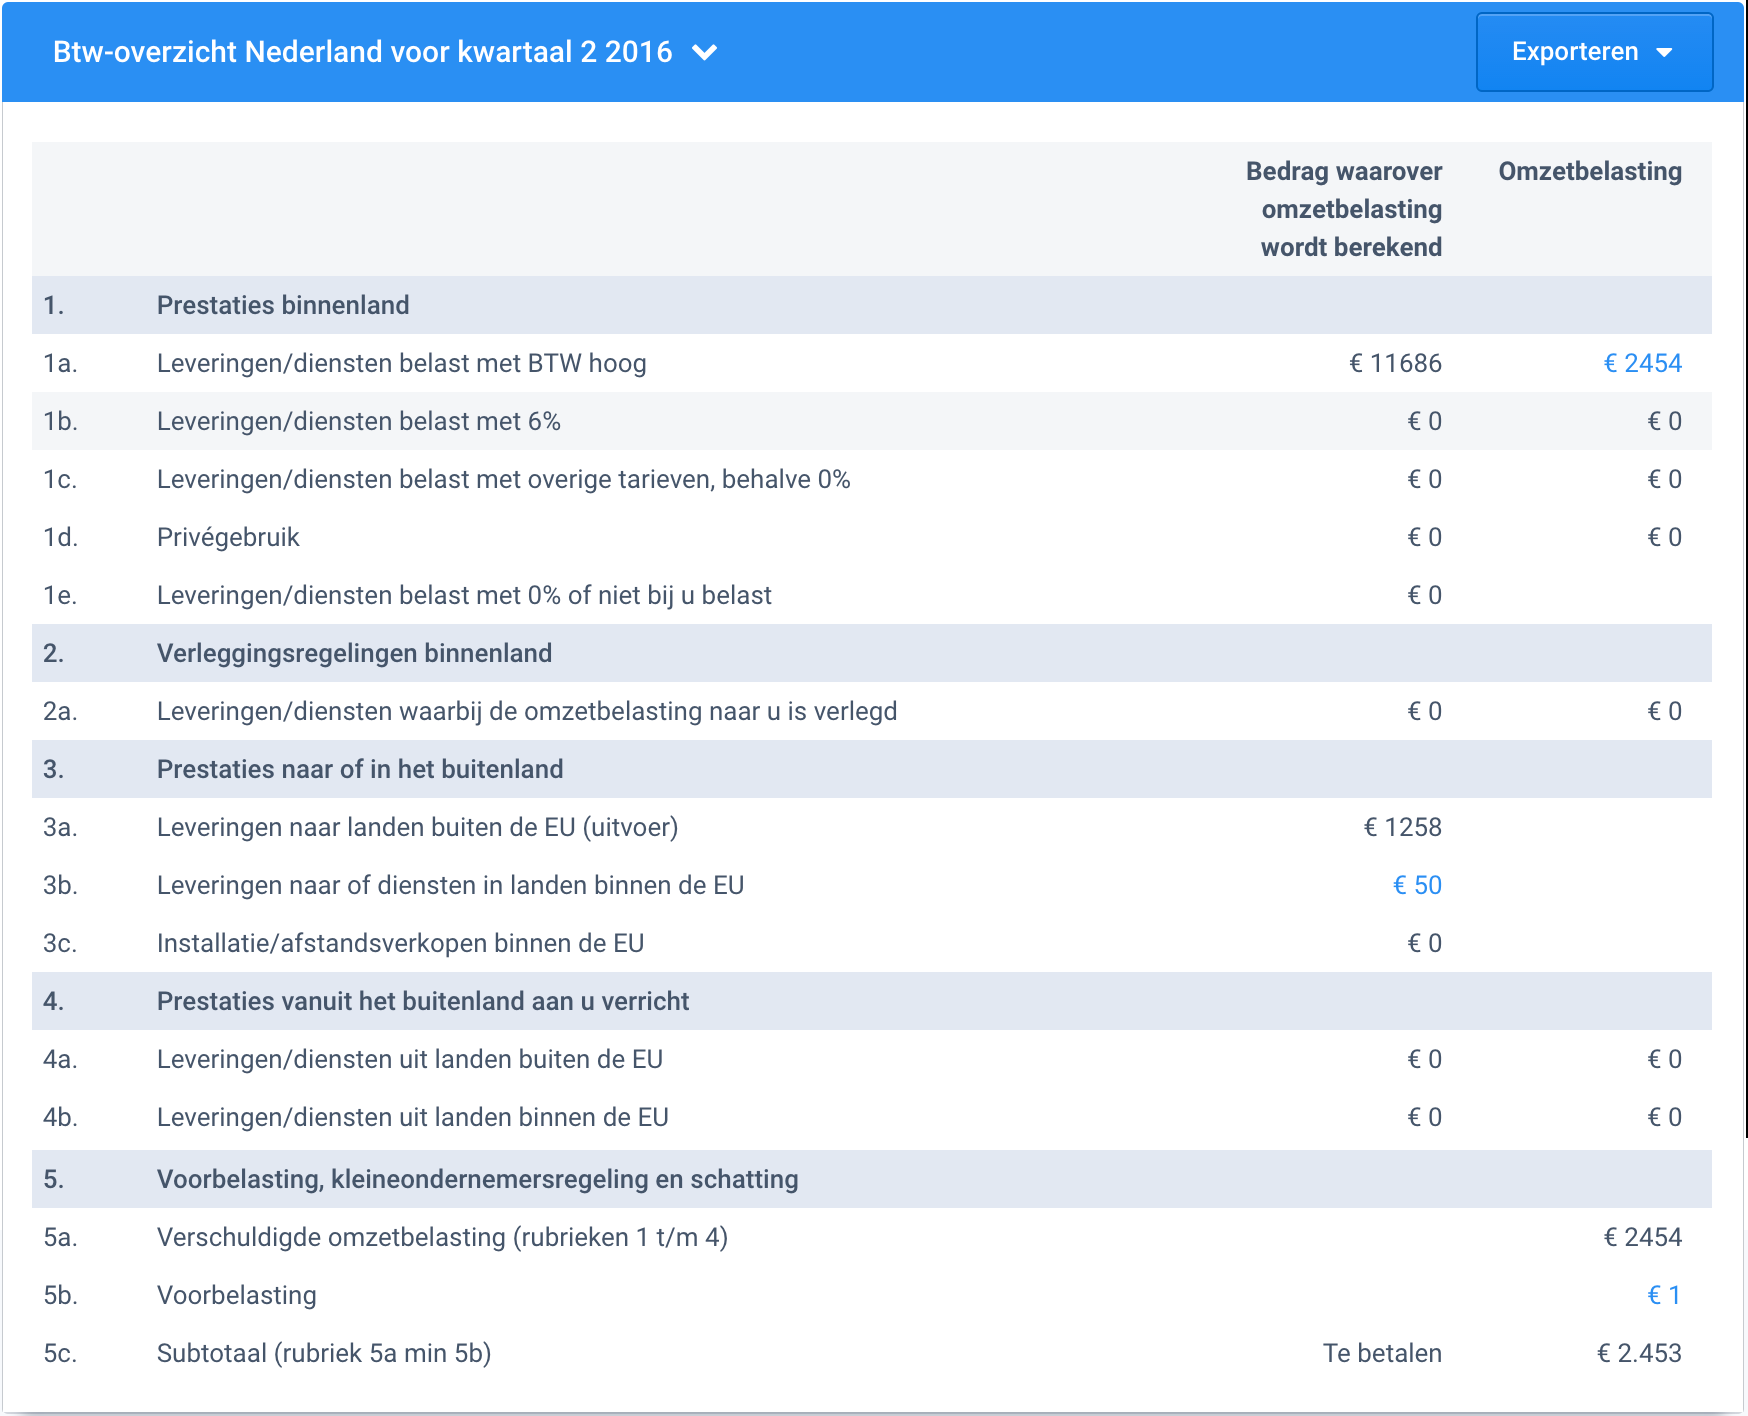 Btw-overzicht Nederland voor kwartaal 2 2016
Exporteren
Bedrag waarover omzetbelasting wordt berekend Omzetbelasting
1. Prestaties binnenland
1a. Leveringen/diensten belast met BTW hoog € 11686 € 2454
1b. Leveringen/diensten belast met 6% € 0 € 0
1c. Leveringen/diensten belast met overige tarieven, behalve 0% € 0 € 0
1d. Privégebruik € 0 € 0
1e. Leveringen/diensten belast met 0% of niet bij u belast € 0
2. Verleggingsregelingen binnenland
2a. Leveringen/diensten waarbij de omzetbelasting naar u is verlegd € 0 € 0
3. Prestaties naar of in het buitenland
3a. Leveringen naar landen buiten de EU (uitvoer) € 1258
3b. Leveringen naar of diensten in landen binnen de EU € 50
3c. Installatie/afstandsverkopen binnen de EU € 0
4. Prestaties vanuit het buitenland aan u verricht
4a. Leveringen/diensten uit landen buiten de EU € 0 € 0
4b. Leveringen/diensten uit landen binnen de EU € 0 € 0
5. Voorbelasting, kleineondernemersregeling en schatting
5a. Verschuldigde omzetbelasting (rubrieken 1 t/m 4) € 2454
5b. Voorbelasting € 1
5c. Subtotaal (rubriek 5a min 5b) Te betalen € 2.453